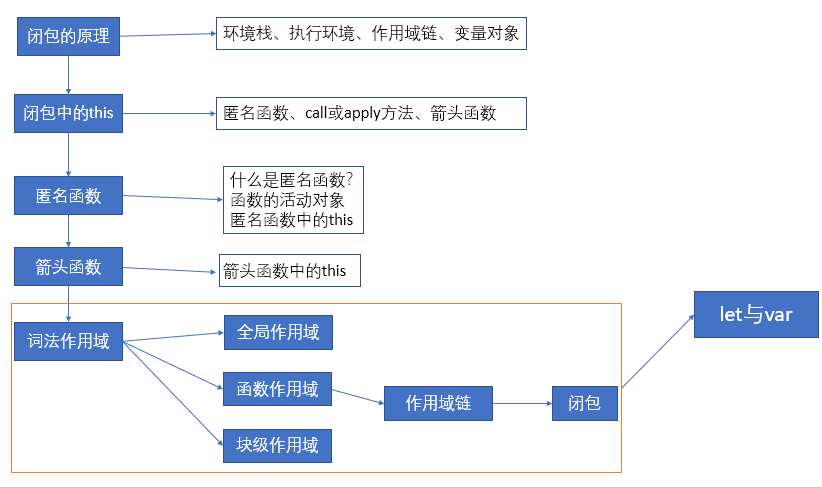 闭包的原理
环境栈、执行环境、作用域链、变量对象
闭包中的this
匿名函数、call或apply方法、箭头函数
匿名函数
什么是匿名函数?
函数的活动对象
匿名函数中的this
箭头函数
箭头函数中的this
词法作用域
全局作用域
函数作用域
块级作用域
作用域链
闭包
let与var